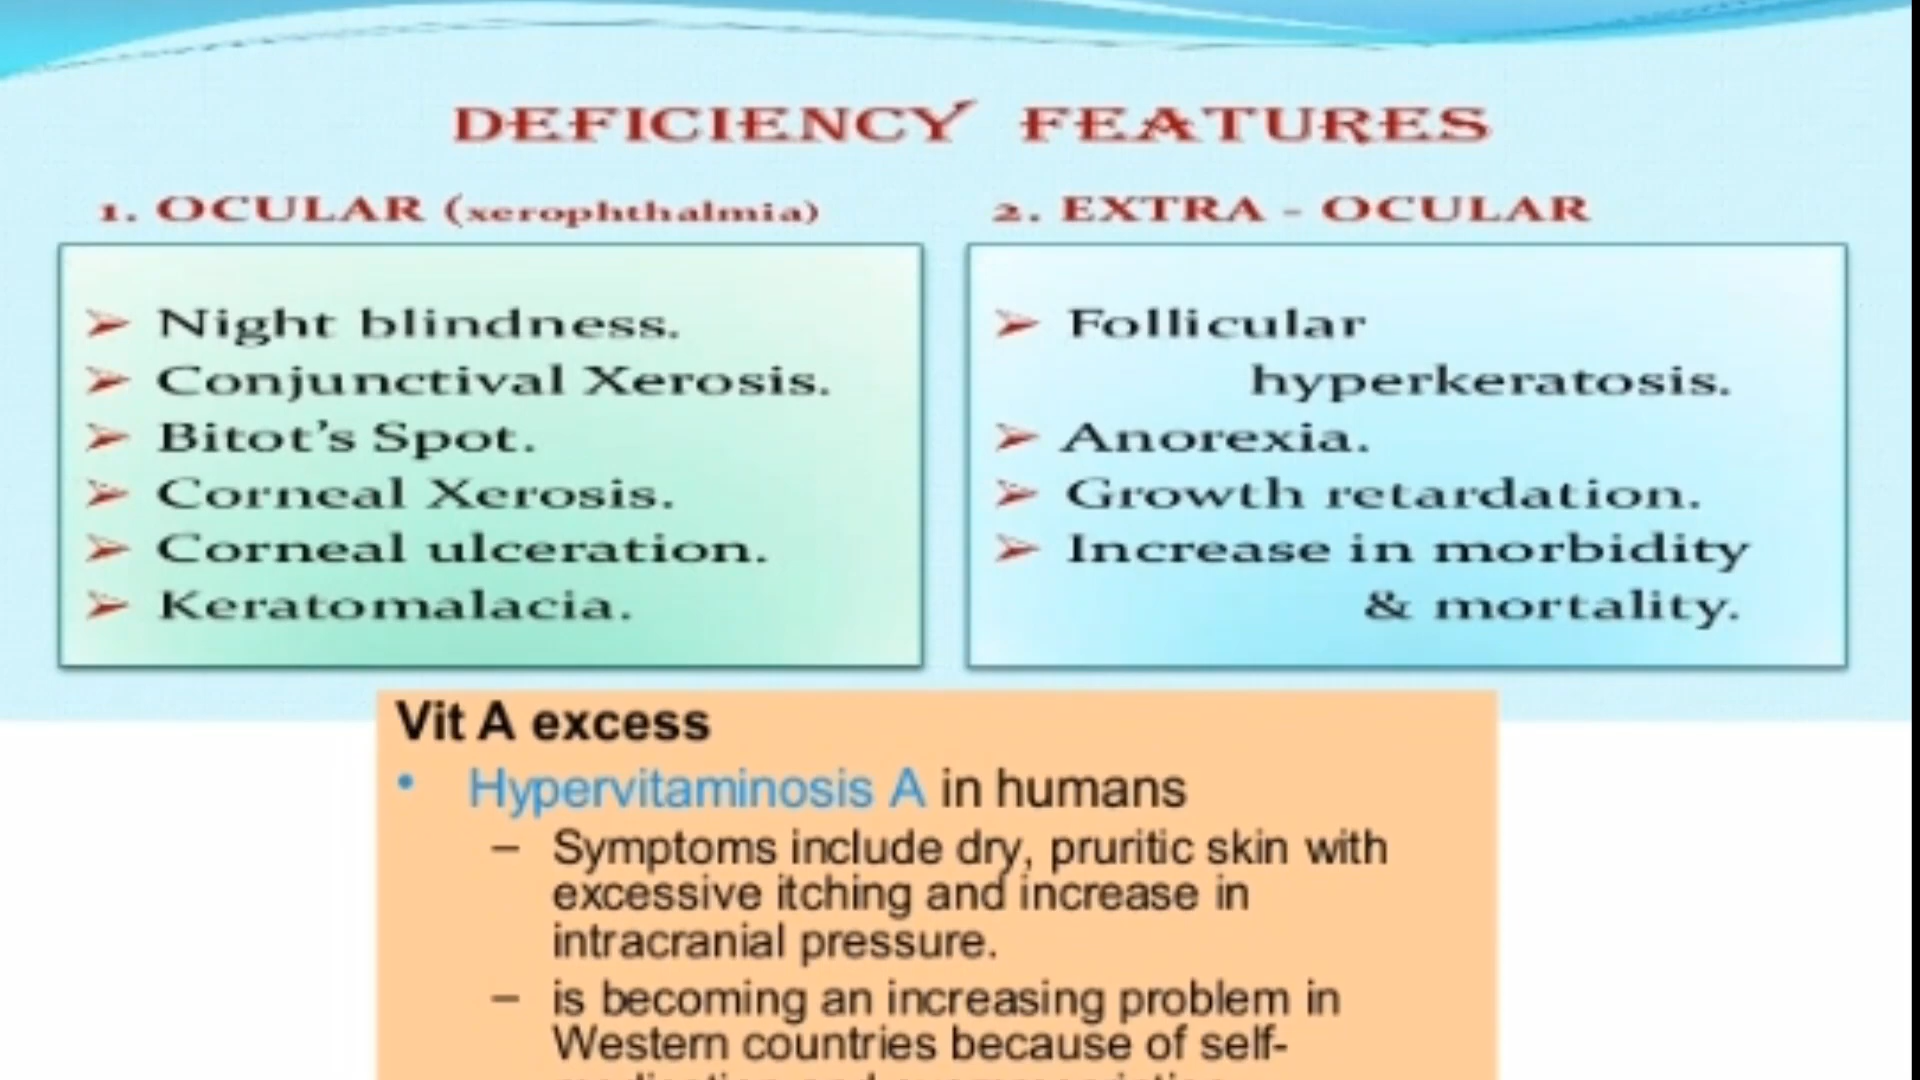 DEFICIENCY FEATURES
1. OCULAR (xerophthalmia)
➢ Night blindness.
➢ Conjunctival Xerosis.
➢ Bitot’s Spot.
➢ Corneal Xerosis.
➢ Corneal ulceration.
➢ Keratomalacia.
2. EXTRA - OCULAR
➢ Follicular
hyperkeratosis.
➢ Anorexia.
➢ Growth retardation.
➢ Increase in morbidity
& mortality.
Vit A excess
• Hypervitaminosis A in humans
– Symptoms include dry, pruritic skin with
excessive itching and increase in
intracranial pressure.
– is becoming an increasing problem in
Western countries because of self-